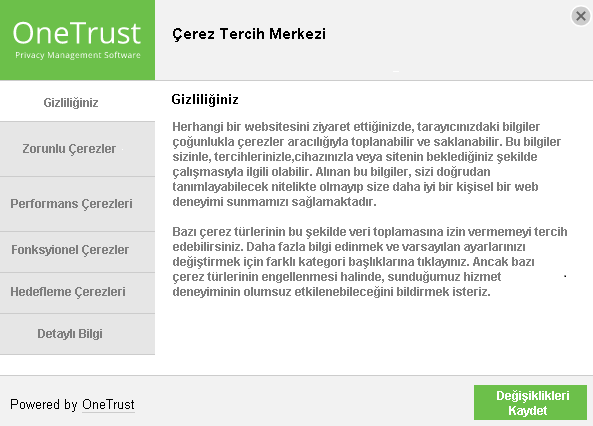 OneTrust
Privacy Management Software
Çerez Tercih Merkezi
Gizliliğiniz
Zorunlu Çerezler
Performans Çerezleri
Fonksyionel Çerezler
Hedefleme Çerezleri
Detaylı Bilgi
Gizliliğiniz
Herhangi bir websitesini ziyaret ettiğinizde, tarayıcınızdaki bilgiler
çoğunlukla çerezler aracılığıyla toplanabilir ve saklanabilir. Bu bilgiler
sizinle, tercihlerinizle,cihazınızla veya sitenin beklediğiniz şekilde
çalışmasıyla ilgili olabilir. Alınan bu bilgiler, sizi doğrudan
tanımlayabilecek nitelikte olmayıp size daha iyi bir kişisel bir web
deneyimi sunmamızı sağlamaktadır.
Bazı çerez türlerinin bu şekilde veri toplamasına izin vermemeyi tercih
edebilirsiniz. Daha fazla bilgi edinmek ve varsayılan ayarlarınızı
değiştirmek için farklı kategori başlıklarına tıklayınız. Ancak bazı
çerez türlerinin engellenmesi halinde, sunduğumuz hizmet
deneyiminin olumsuz etkilenebileceğini bildirmek isteriz.
Powered by OneTrust
Değişiklikleri
Kaydet